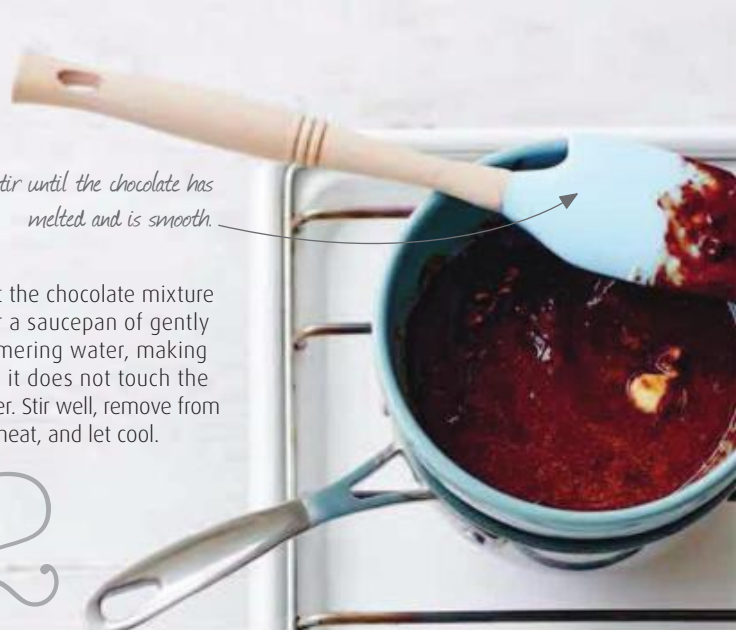 tir until the chocolate has
melted and is smooth.
t the chocolate mixture
r a saucepan of gently
mering water, making
it does not touch the
er. Stir well, remove from
heat, and let cool.
2